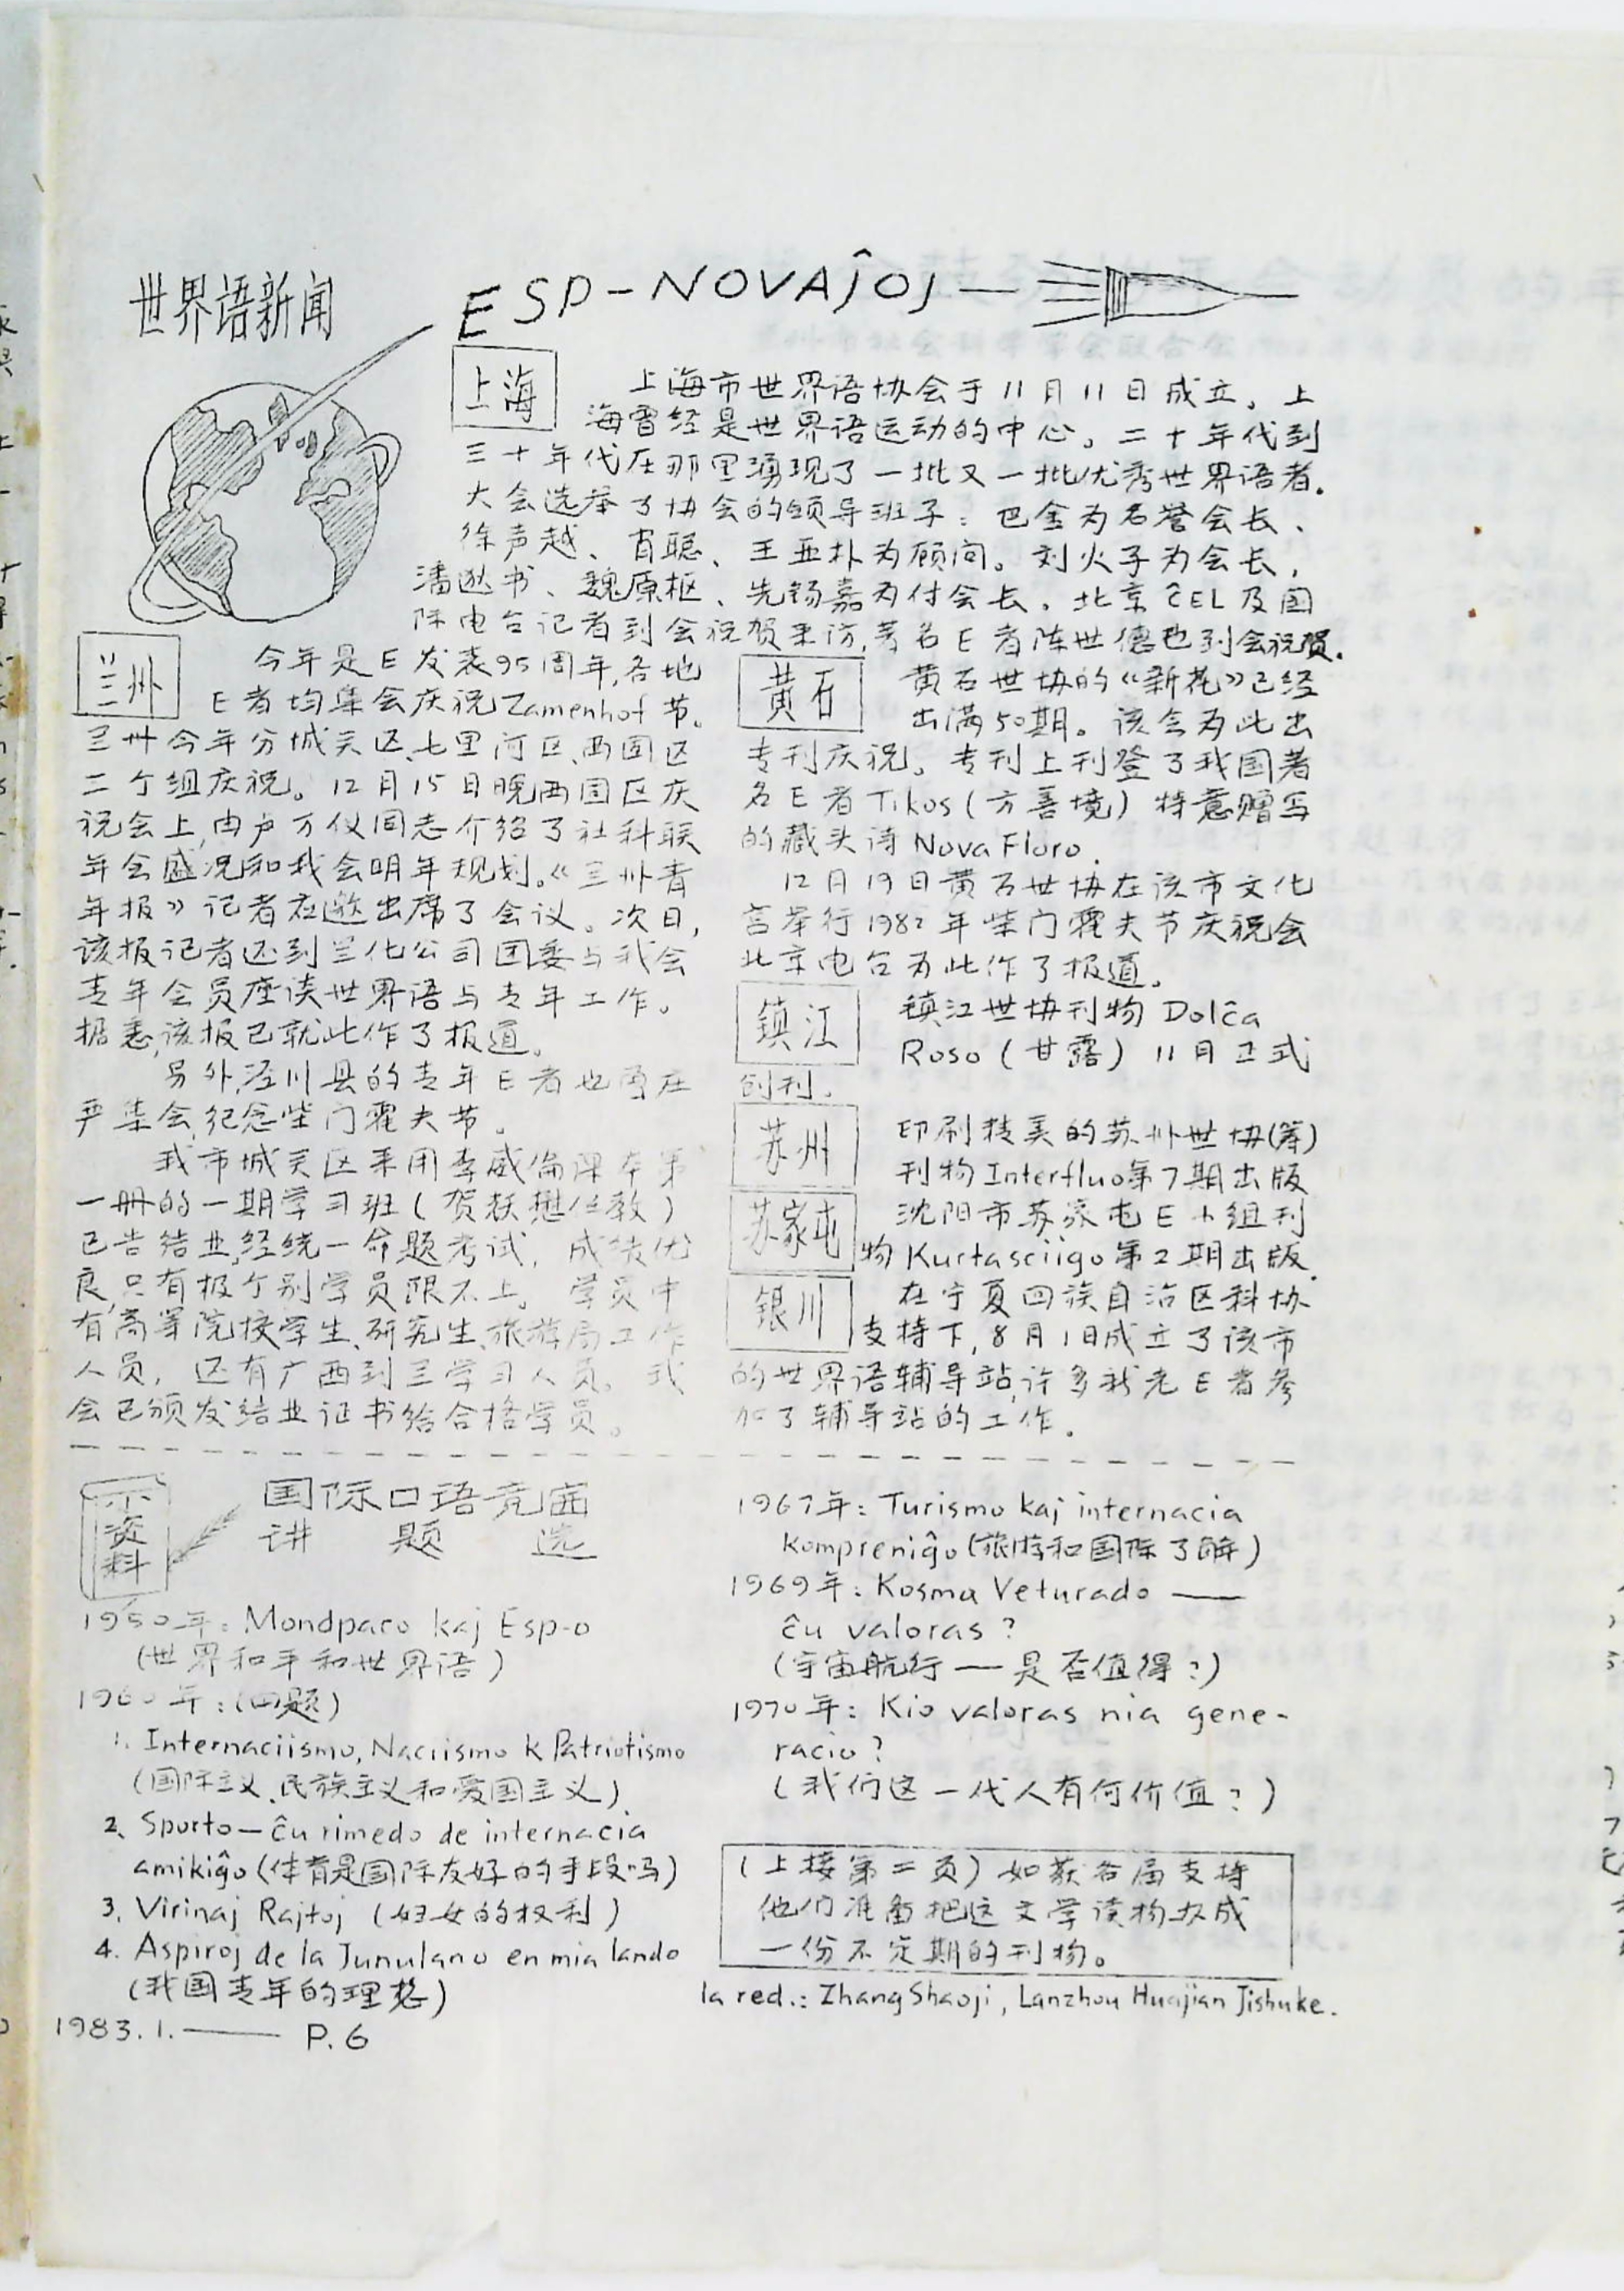 世界语新闻
ESP-NOVAĴOJ
上海
上海市世界语协会于11月11日成立。上
海曾经是世界语运动的中心。二十年代到
三十年代在那里涌现了一批又一批优秀世界语者.
大会选举了协会的领导班子：巴金为名誉会长、
徐声越、肖聪、王亚朴为顾问。刘火子为会长，
潘逖书、魏原枢、先锡嘉为付会长。北京ĈEL及国
际电台记者到会祝贺采访,著名E者陈世德也到会祝贺.
兰州
今年是E发表95周年,各地
E者均集会庆祝Zamenhof节。
兰州今年分城关区、七里河区、西固区
二个组庆祝。12月15日晚西固区庆
祝会上,由卢万仪同志介绍了社科联
年会盛况和我会明年规划。《兰州青
年报》记者应邀出席了会议。次日，
该报记者还到兰化公司团委与我会
青年会员座谈世界语与青年工作。
据悉,该报已就此作了报道。
另外,泾川县的青年E者也
集会,纪念柴门霍夫节。
我市城关区采用李威伦课本第
一册的一期学习班（贺 懋 教）
已告结业,经统一命题考试，成绩优
良,只有极个别学员跟不上。学员中
有高等院校学生、研究生、旅游局工作
人员，还有广西到兰学习人员。我
会已颁发结业证书给合格学员。
黄石
黄石世协的《新花》已经
出满50期。该会为此出
专刊庆祝。专刊上刊登了我国著
名E者Tikos(方善境)特意赠写
的藏头诗Nova Floro.
12月19日黄石世协在该市文化
宫举行1982年柴门霍夫节庆祝会
北京电台为此作了报道。
镇江
镇江世协刊物Dolĉa
Roso(甘露)11月正式
创刊.
苏州
印刷精美的苏州世协(筹)
刊物Interfluo第7期出版
苏家屯
沈阳市苏家屯E小组刊
物Kurtasciigo第2期出版.
银川
在宁夏回族自治区科协
支持下,8月1日成立了该市
的世界语辅导站,许多新老E者参
加了辅导站的工作.
小资料
国际口语竞赛
讲题选
1950年:Mondpaco kaj Esp-o
(世界和平和世界语)
1960年:(四题)
1. Internaciismo, Naciismo K Patriotismo
(国际主义、民族主义和爱国主义)
2、Sporto—ĉu rimedo de internacia
amikiĝo(体育是国际友好的手段吗)
3. Virinaj Rajtoj (妇女的权利)
4. Aspiroj de la Junularo en mia lando
(我国青年的理想)
1967年: Turismo kaj internacia
kompreniĝo(旅游和国际了解)
1969年: Kosma Veturado ——
ĉu valoras?
(宇宙航行一一是否值得?)
1970年: Kio valoras nia gene-
racio?
(我们这一代人有何价值?)
(上接第二页)如获各届支持
他们准备把这文学读物办成
一份不定期的刊物。
la red.: Zhang Shaoji, Lanzhou Huajian Jishuke.
1983.1.—— P.6